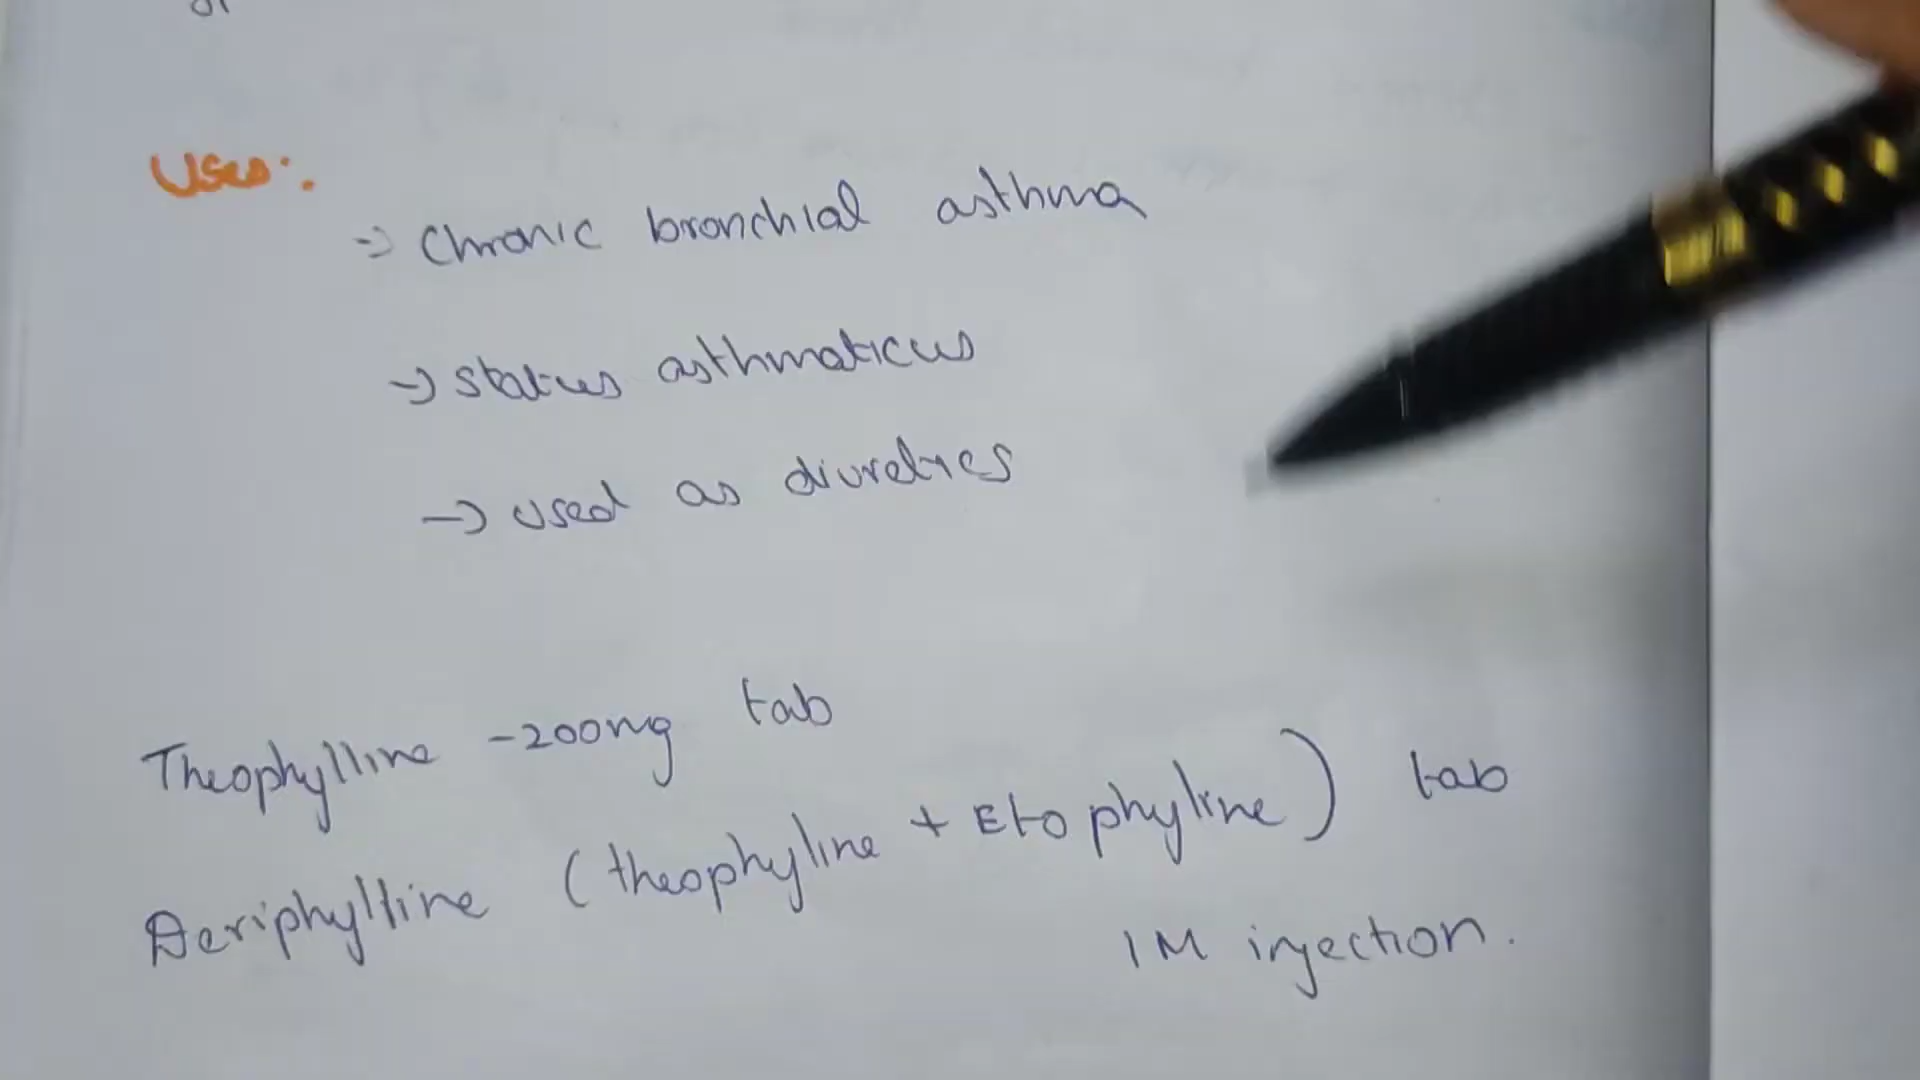 Uses:
=> Chronic bronchial asthma
-> status asthmaticus
-> used as diuretics
Theophylline - 200mg tab
Deriphylline (theophyline + Etophyline) tab
IM injection.